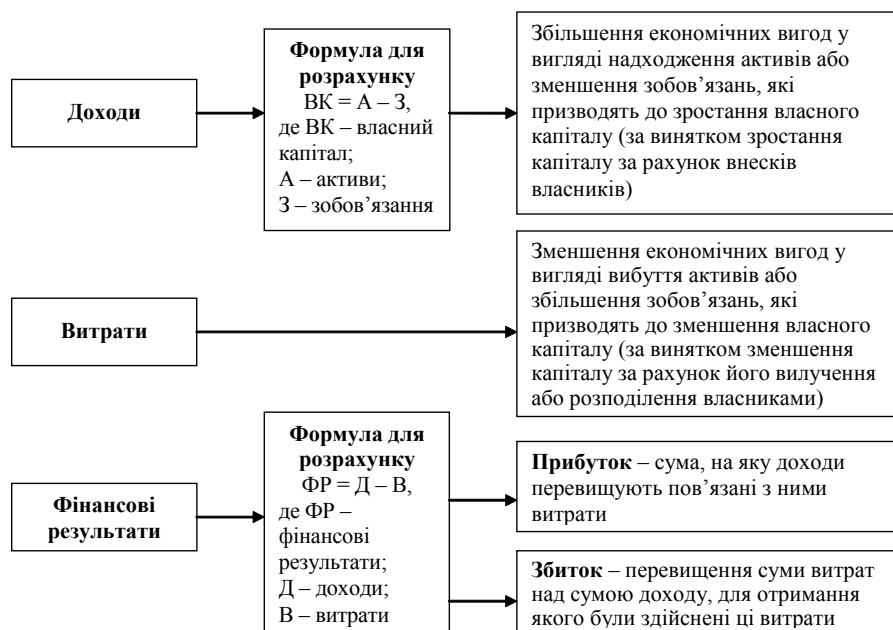 Доходи
Формула для
розрахунку
ВК = А – З,
де ВК – власний
капітал;
А – активи;
З – зобов’язання
Збільшення економічних вигод у
вигляді надходження активів або
зменшення зобов’язань, які
призводять до зростання власного
капіталу (за винятком зростання
капіталу за рахунок внесків
власників)
Витрати
Зменшення економічних вигод у
вигляді вибуття активів або
збільшення зобов’язань, які
призводять до зменшення власного
капіталу (за винятком зменшення
капіталу за рахунок його вилучення
або розподілення власниками)
Фінансові
результати
Формула для
розрахунку
ФР = Д – В,
де ФР –
фінансові
результати;
Д – доходи;
В – витрати
Прибуток – сума, на яку доходи
перевищують пов’язані з ними
витрати
Збиток – перевищення суми витрат
над сумою доходу, для отримання
якого були здійснені ці витрати